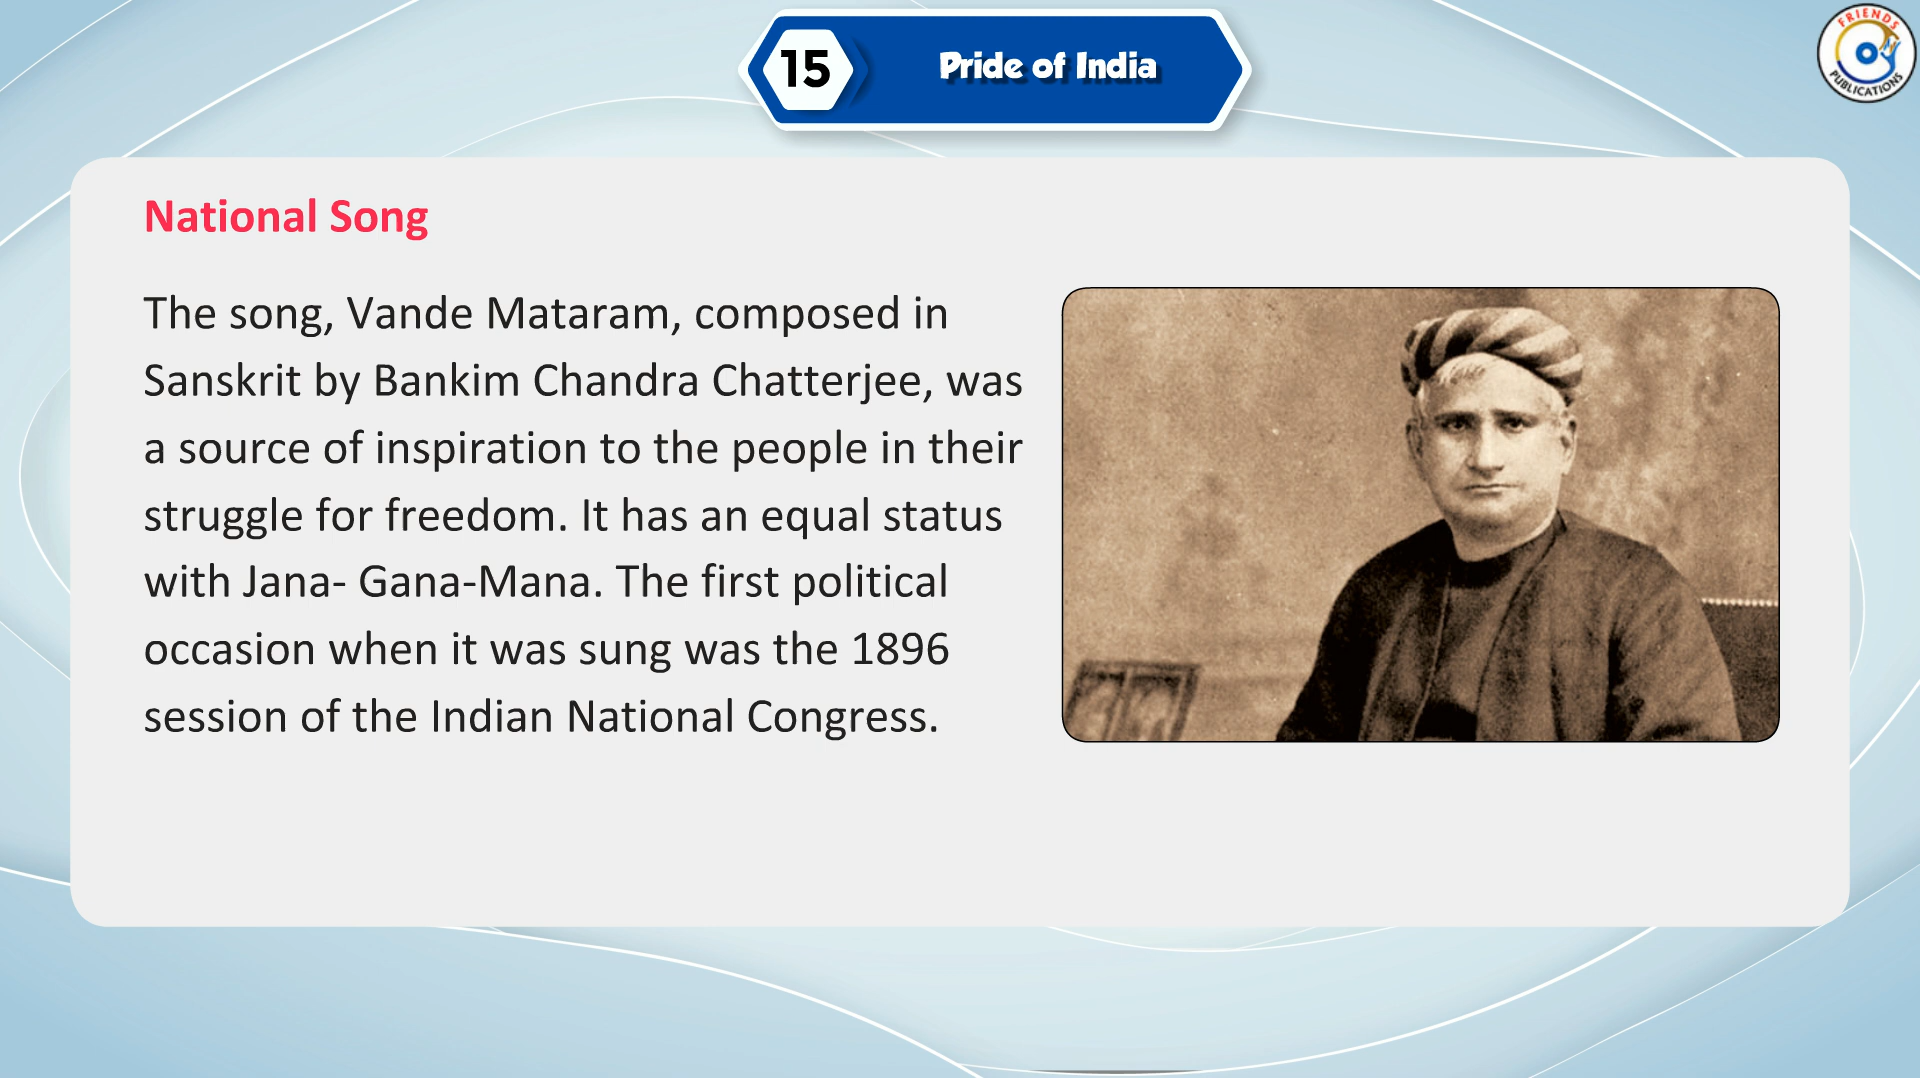 15
Pride of India
FRIENDS
PUBLICATIONS
National Song
The song, Vande Mataram, composed in
Sanskrit by Bankim Chandra Chatterjee, was
a source of inspiration to the people in their
struggle for freedom. It has an equal status
with Jana- Gana-Mana. The first political
occasion when it was sung was the 1896
session of the Indian National Congress.